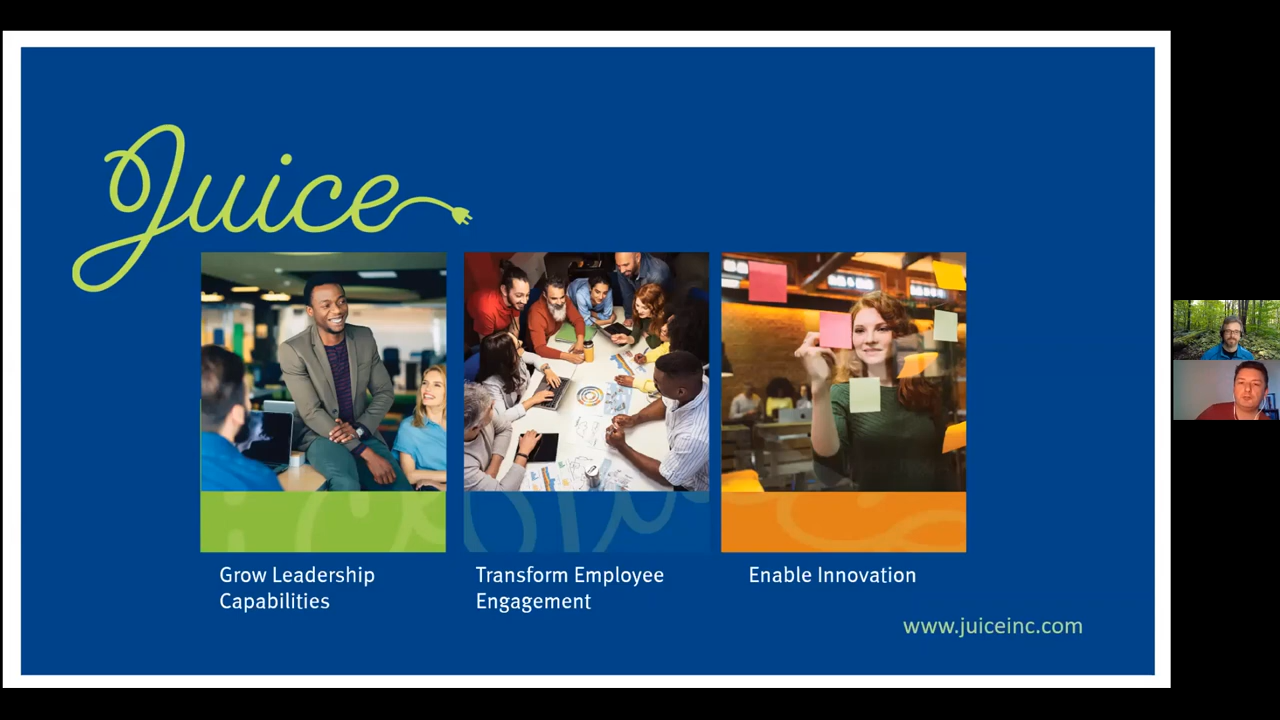 Juice
Grow Leadership
Capabilities
Transform Employee
Engagement
Enable Innovation
www.juiceinc.com